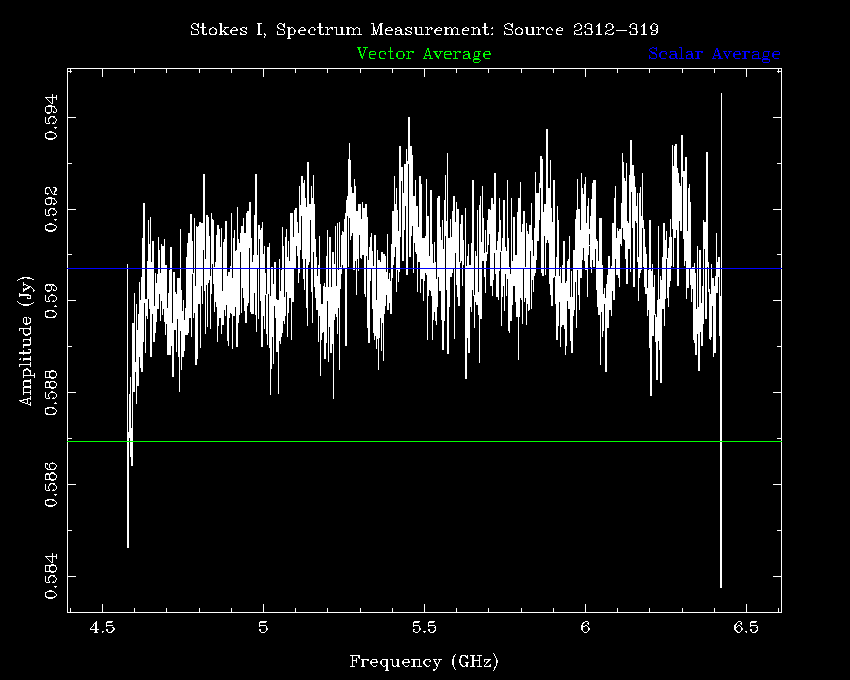 Stokes I, Spectrum Measurement: Source 2312−319
Vector Average Scalar Average
0.594
0.592
0.59
0.588
0.586
0.584
Amplitude (Jy)
4.5 5 5.5 6 6.5
Frequency (GHz)